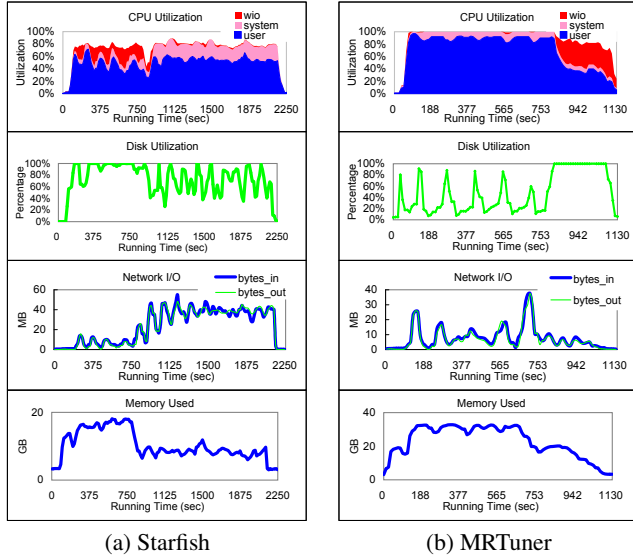 CPU Utilization
wio
system
user
Utilization
100%
80%
60%
40%
20%
0%
0 375 750 1125 1500 1875 2250
Running Time (sec)
Disk Utilization
Percentage
100%
80%
60%
40%
20%
0%
0 375 750 1125 1500 1875 2250
Running Time (sec)
Network I/O
bytes_in
bytes_out
MB
60
40
20
0
0 375 750 1125 1500 1875 2250
Running Time (sec)
Memory Used
GB
20
10
0
0 375 750 1125 1500 1875 2250
Running Time (sec)
(a) Starfish
CPU Utilization
wio
system
user
Utilization
100%
80%
60%
40%
20%
0%
0 188 377 565 753 942 1130
Running Time (sec)
Disk Utilization
Percentage
100%
80%
60%
40%
20%
0%
0 188 377 565 753 942 1130
Running Time (sec)
Network I/O
bytes_in
bytes_out
MB
40
30
20
10
0
0 188 377 565 753 942 1130
Running Time (sec)
Memory Used
GB
40
20
0
0 188 377 565 753 942 1130
Running Time (sec)
(b) MRTuner